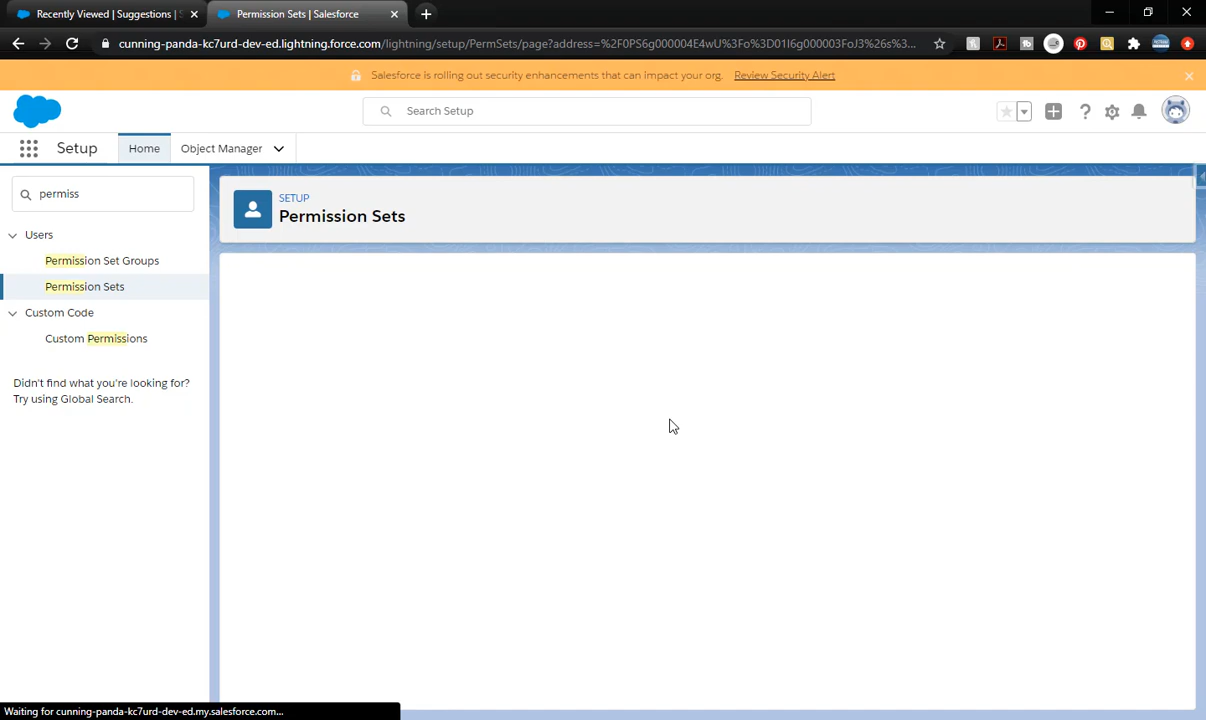 Recently Viewed | Suggestions |
Permission Sets | Salesforce
cunning-panda-kc7urd-dev-ed.lightning.force.com/lightning/setup/PermSets/page?address=%2F0PS6g000004E4wU%3Fo%3D01I6g000003FoJ3%26s%3...
Salesforce is rolling out security enhancements that can impact your org. Review Security Alert
Search Setup
Setup Home Object Manager
permiss
Users
Permission Set Groups
Permission Sets
Custom Code
Custom Permissions
Didn't find what you're looking for?
Try using Global Search.
SETUP
Permission Sets
Waiting for cunning-panda-kc7urd-dev-ed.my.salesforce.com...